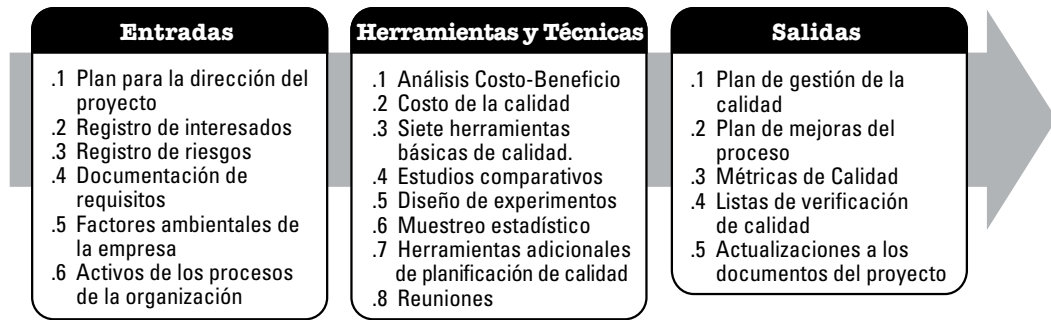 Entradas
.1 Plan para la dirección del
proyecto
.2 Registro de interesados
.3 Registro de riesgos
.4 Documentación de
requisitos
.5 Factores ambientales de
la empresa
.6 Activos de los procesos
de la organización
Herramientas y Técnicas
.1 Análisis Costo-Beneficio
.2 Costo de la calidad
.3 Siete herramientas
básicas de calidad.
.4 Estudios comparativos
.5 Diseño de experimentos
.6 Muestreo estadístico
.7 Herramientas adicionales
de planificación de calidad
.8 Reuniones
Salidas
.1 Plan de gestión de la
calidad
.2 Plan de mejoras del
proceso
.3 Métricas de Calidad
.4 Listas de verificación
de calidad
.5 Actualizaciones a los
documentos del proyecto